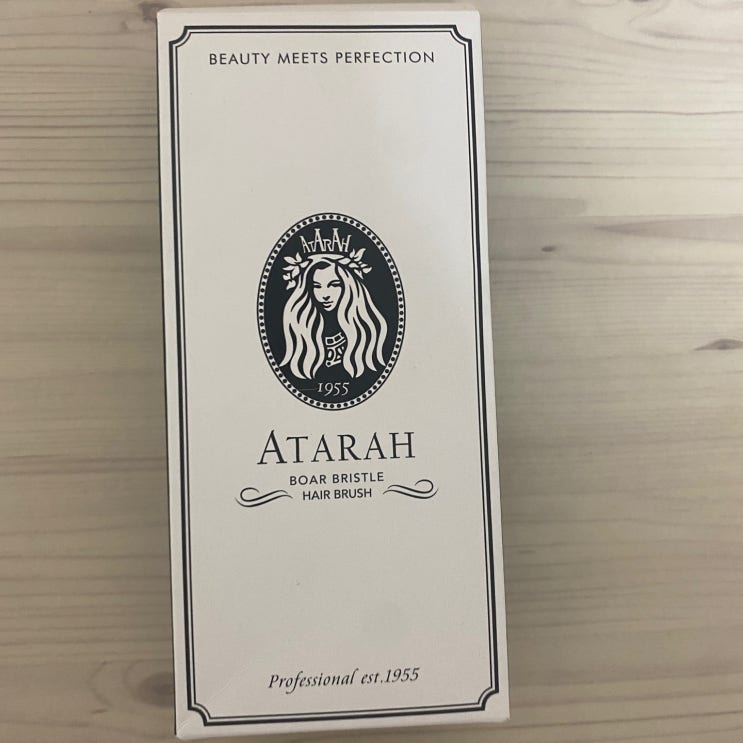 BEAUTY MEETS PERFECTION
ATARAH
1955
ATARAH
BOAR BRISTLE
HAIR BRUSH
Professional est.1955